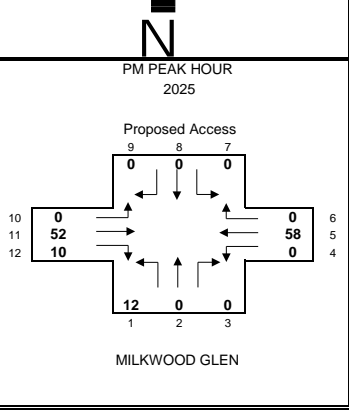 N
PM PEAK HOUR
2025
Proposed Access
9 8 7
0 0 0
10 0 0 6
11 52 58 5
12 10 0 4
12 0 0
1 2 3
MILKWOOD GLEN